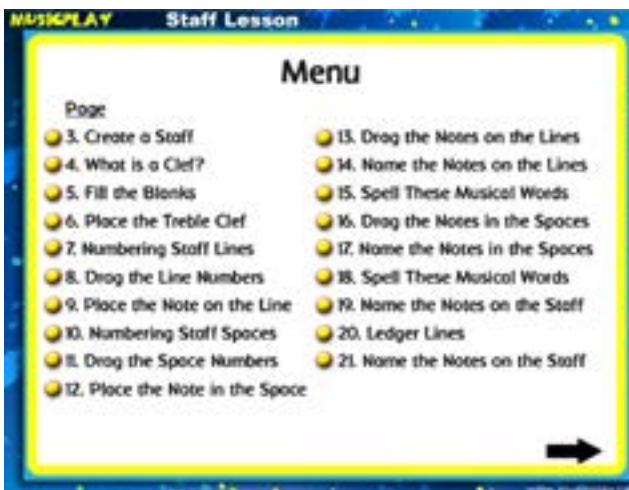 MUSICPLAY Staff Lesson
Menu
Page
3. Create a Staff
4. What is a Clef?
5. Fill the Blanks
6. Place the Treble Clef
7. Numbering Staff Lines
8. Drag the Line Numbers
9. Place the Note on the Line
10. Numbering Staff Spaces
11. Drag the Space Numbers
12. Place the Note in the Space
13. Drag the Notes on the Lines
14. Name the Notes on the Lines
15. Spell These Musical Words
16. Drag the Notes in the Spaces
17. Name the Notes in the Spaces
18. Spell These Musical Words
19. Name the Notes on the Staff
20. Ledger Lines
21. Name the Notes on the Staff